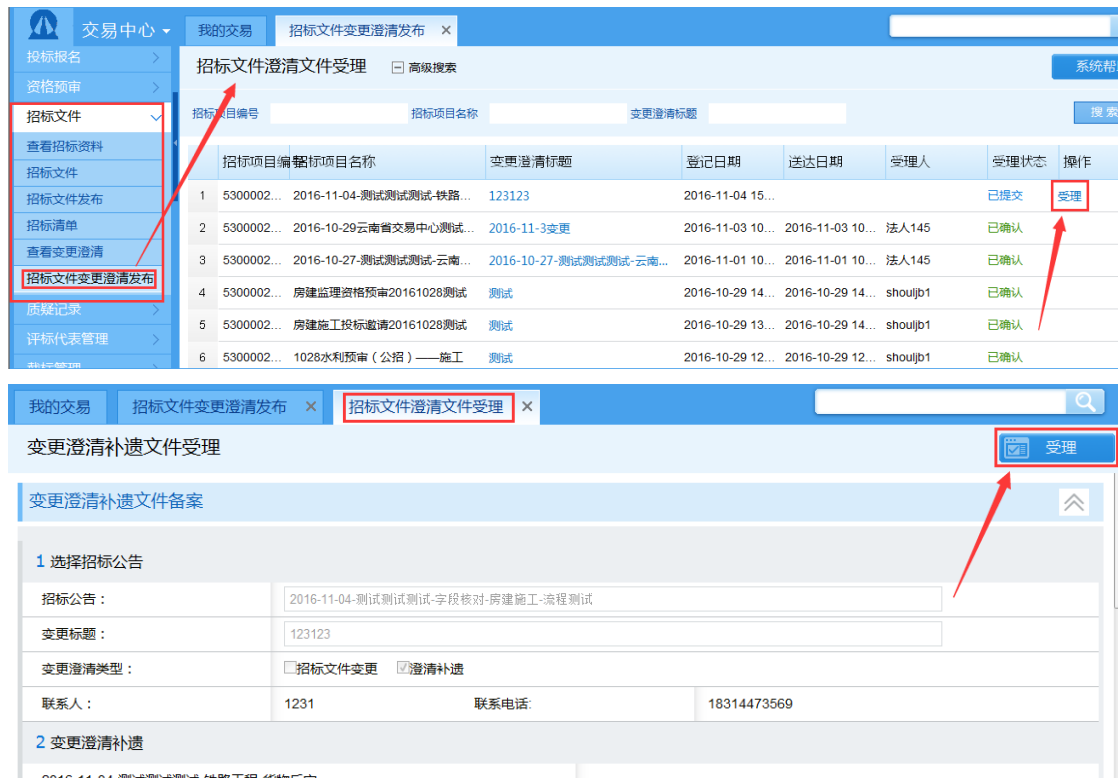 交易中心 我的交易 招标文件变更澄清发布 ×
投标报名
资格预审
招标文件
查看招标资料
招标文件
招标文件发布
招标清单
查看变更澄清
招标文件变更澄清发布
质疑记录
评标代表管理
招标文件澄清文件受理 高级搜索 系统帮
招标项目编号 招标项目名称 变更澄清标题 搜索
招标项目编 招标项目名称 变更澄清标题 登记日期 送达日期 受理人 受理状态 操作
1 5300002... 2016-11-04-测试测试测试-铁路... 123123 2016-11-04 15... 已提交 受理
2 5300002... 2016-10-29云南省交易中心测试... 2016-11-3变更 2016-11-03 10... 2016-11-03 10... 法人145 已确认
3 5300002... 2016-10-27-测试测试测试-云南... 2016-10-27-测试测试测试-云南... 2016-11-01 10... 2016-11-01 10... 法人145 已确认
4 5300002... 房建监理资格预审20161028测试 测试 2016-10-29 14... 2016-10-29 14... shouljb1 已确认
5 5300002... 房建施工投标邀请20161028测试 测试 2016-10-29 13... 2016-10-29 14... shouljb1 已确认
6 5300002... 1028水利预审（公招）——施工 测试 2016-10-29 12... 2016-10-29 12... shouljb1 已确认
我的交易 招标文件变更澄清发布 × 招标文件澄清文件受理 ×
变更澄清补遗文件受理 受理
变更澄清补遗文件备案
1 选择招标公告
招标公告： 2016-11-04-测试测试测试-字段核对-房建施工-流程测试
变更标题： 123123
变更澄清类型： 招标文件变更 澄清补遗
联系人： 1231 联系电话: 18314473569
2 变更澄清补遗